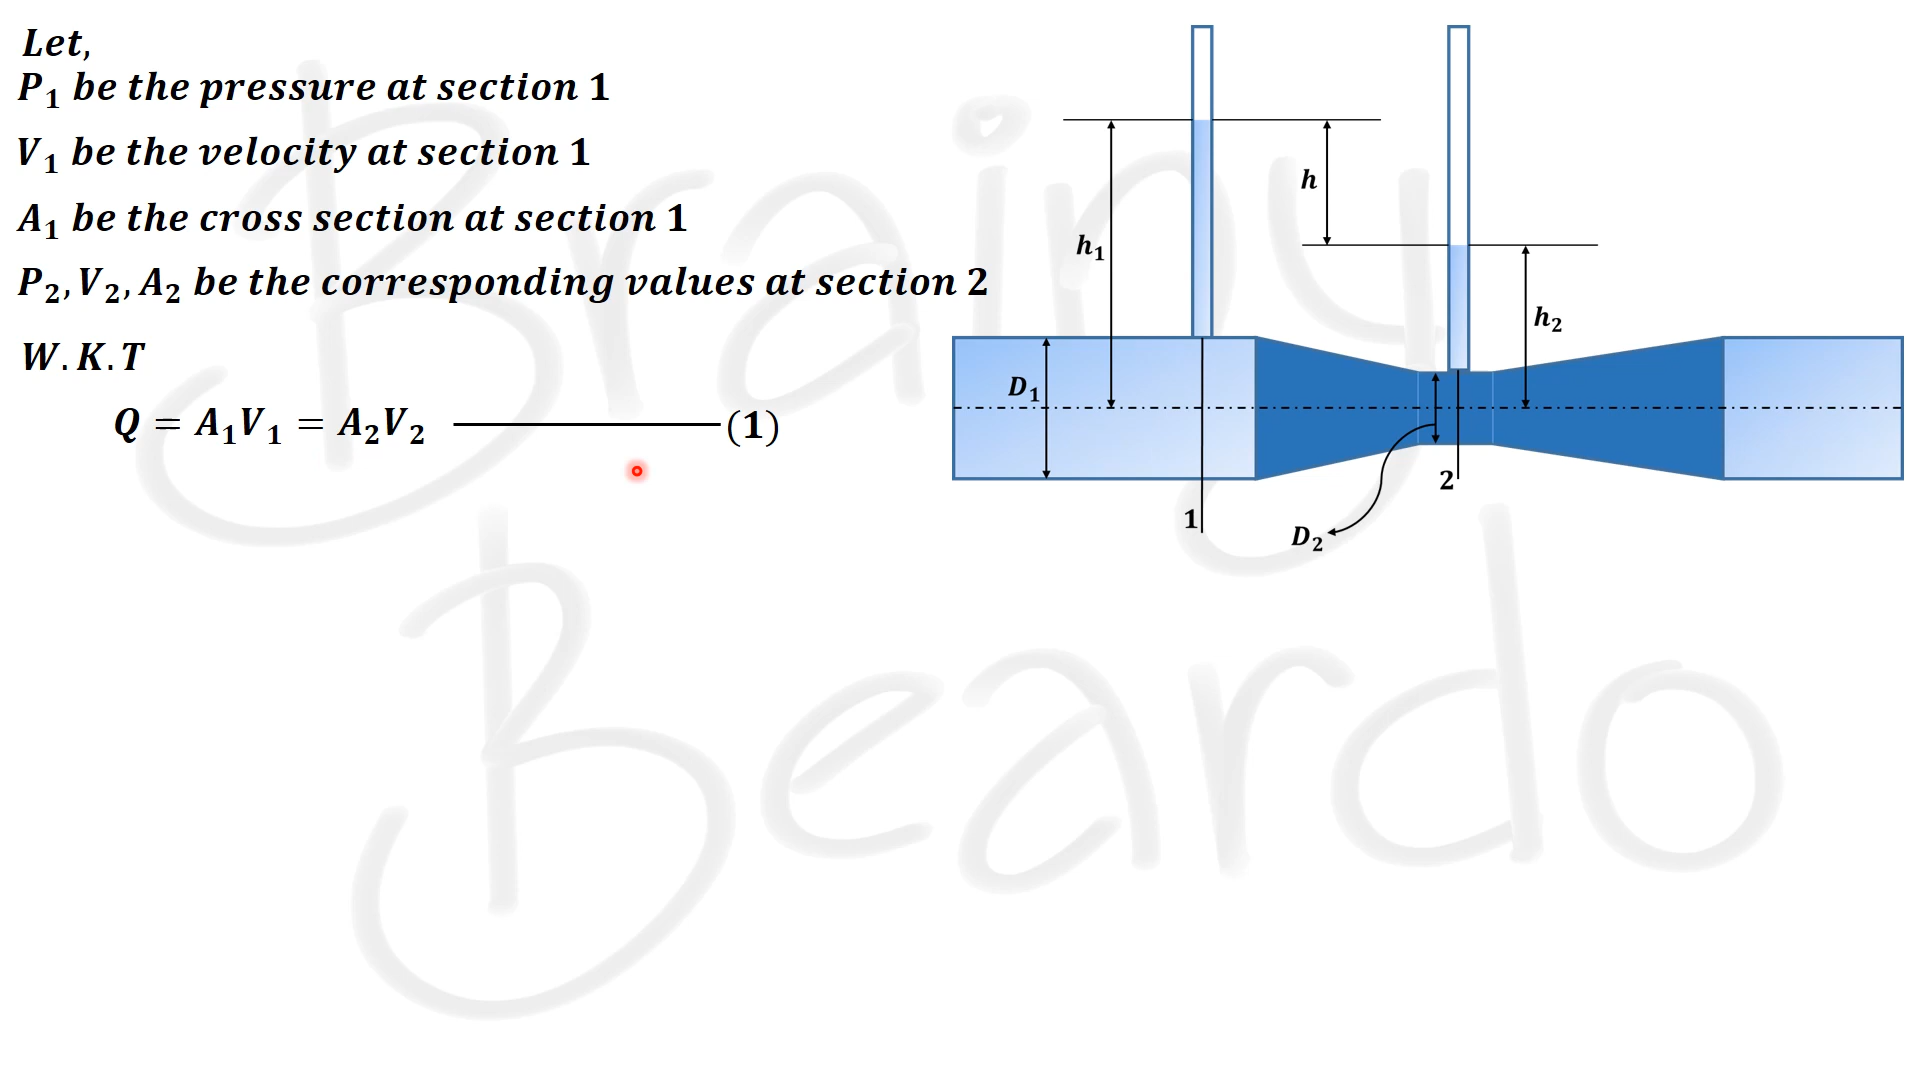 Let,
P₁ be the pressure at section 1
V₁ be the velocity at section 1
A₁ be the cross section at section 1
P₂, V₂, A₂ be the corresponding values at section 2
W.K.T
Q = A₁V₁ = A₂V₂ ————— (1)
h
h₁
h₂
D₁
2
1
D₂
Brainy
Beardo